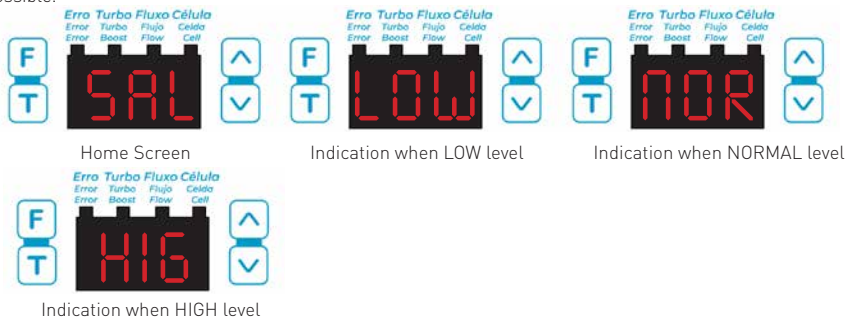 possible.
Erro Turbo Fluxo Célula
Error Turbo Flujo Celda
Error Boost Flow Cell
F
T
SAL
Home Screen
Erro Turbo Fluxo Célula
Error Turbo Flujo Celda
Error Boost Flow Cell
F
T
LOW
Indication when LOW level
Erro Turbo Fluxo Célula
Error Turbo Flujo Celda
Error Boost Flow Cell
F
T
NOR
Indication when NORMAL level
Erro Turbo Fluxo Célula
Error Turbo Flujo Celda
Error Boost Flow Cell
F
T
HIG
Indication when HIGH level